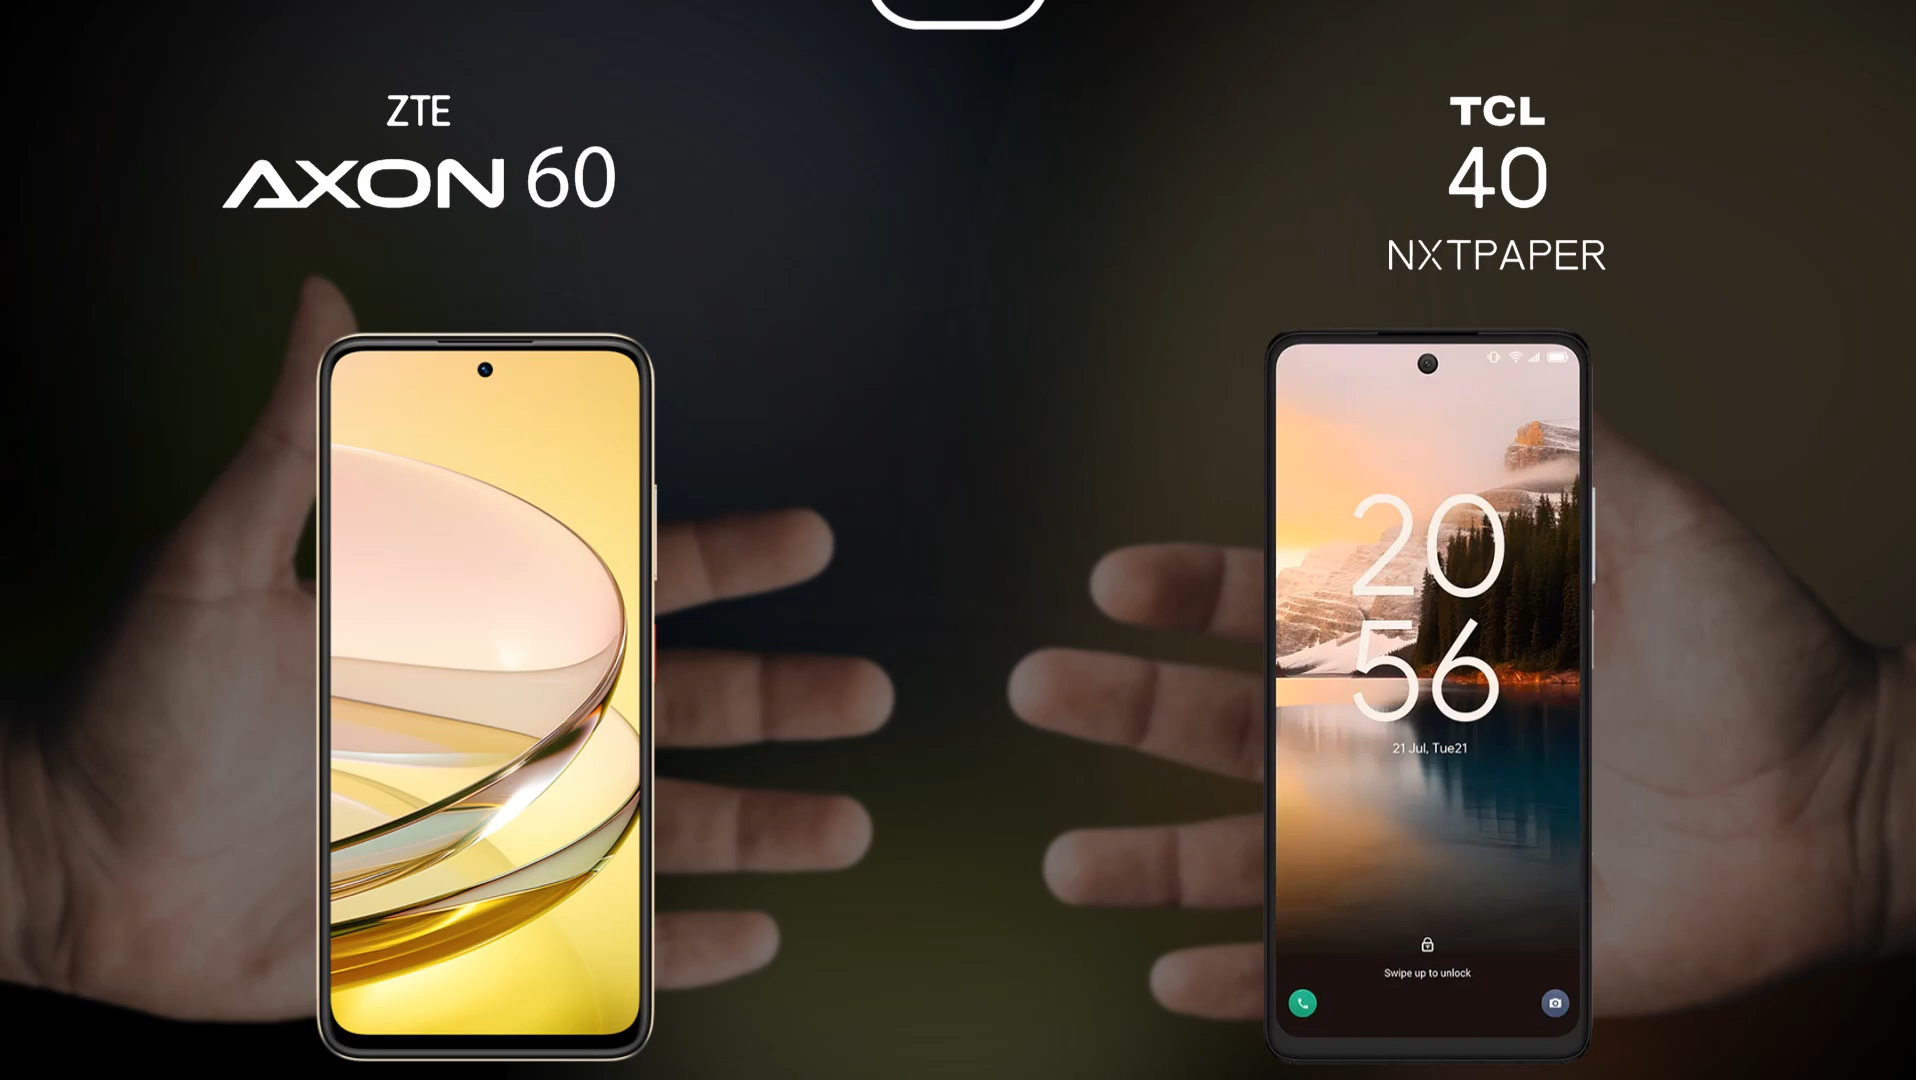 ZTE
AXON 60
TCL
40
NXTPAPER
20
56
21 Jul, Tue21
Swipe up to unlock